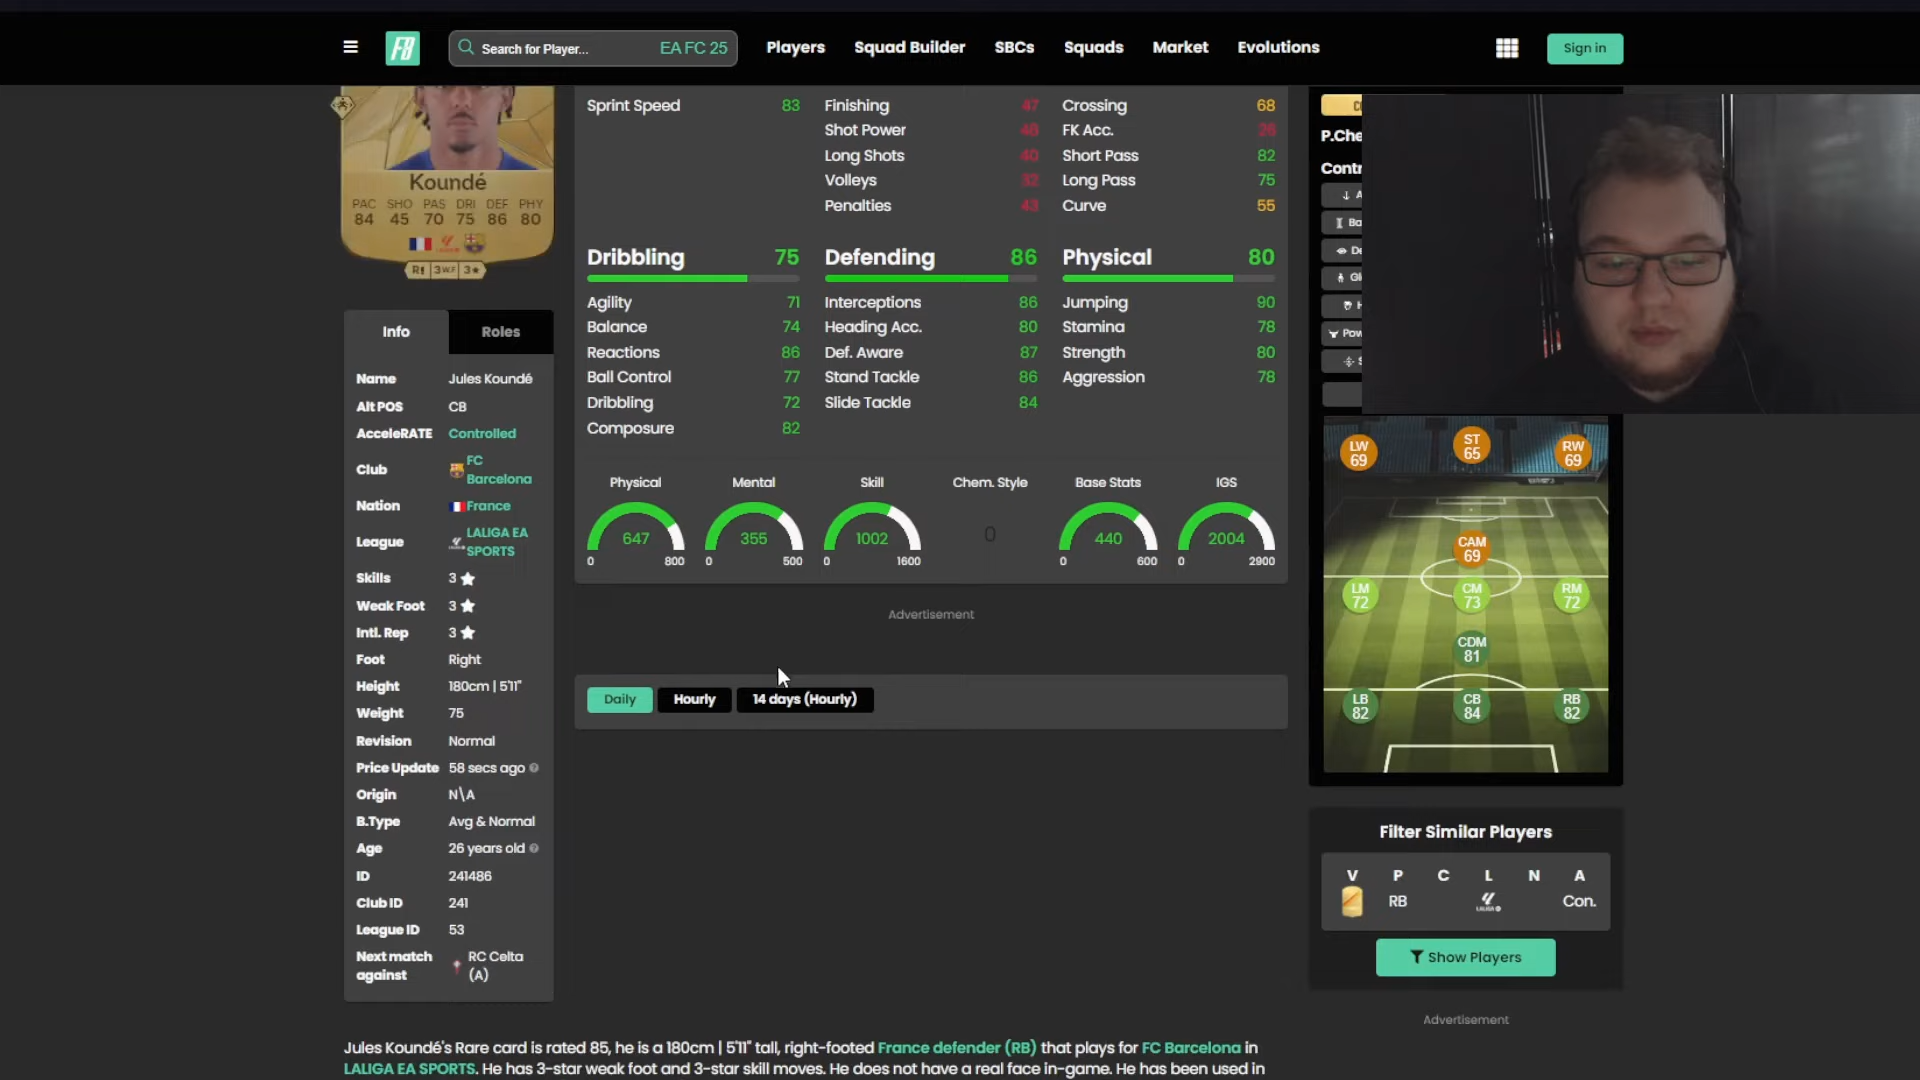 FB
Search for Player...
EA FC 25
Players
Squad Builder
SBCs
Squads
Market
Evolutions
Sign in
Koundé
PAC SHO PAS DRI DEF PHY
84 45 70 75 86 80
3 W.F
3★
Sprint Speed 83
Finishing 47
Shot Power 48
Long Shots 40
Volleys 32
Penalties 43
Crossing 68
FK Acc. 26
Short Pass 82
Long Pass 75
Curve 55
Dribbling 75
Agility 71
Balance 74
Reactions 86
Ball Control 77
Dribbling 72
Composure 82
Defending 86
Interceptions 86
Heading Acc. 80
Def. Aware 87
Stand Tackle 86
Slide Tackle 84
Physical 80
Jumping 90
Stamina 78
Strength 80
Aggression 78
Physical
647
0 800
Mental
355
0 500
Skill
1002
0 1600
Chem. Style
0
Base Stats
440
0 600
IGS
2004
0 2900
Advertisement
Daily
Hourly
14 days (Hourly)
Info
Roles
Name Jules Koundé
Alt POS CB
AcceleRATE Controlled
Club FC
Barcelona
Nation France
League LALIGA EA
SPORTS
Skills 3 ★
Weak Foot 3 ★
Intl. Rep 3 ★
Foot Right
Height 180cm | 5'11"
Weight 75
Revision Normal
Price Update 58 secs ago
Origin N\A
B.Type Avg & Normal
Age 26 years old
ID 241486
Club ID 241
League ID 53
Next match RC Celta
against (A)
P.Che
Contr
Pow
LW
69
ST
65
RW
69
CAM
69
LM
72
CM
73
RM
72
CDM
81
LB
82
CB
84
RB
82
Filter Similar Players
V P C L N A
RB
Con.
Show Players
Advertisement
Jules Koundé's Rare card is rated 85, he is a 180cm | 5'11" tall, right-footed France defender (RB) that plays for FC Barcelona in
LALIGA EA SPORTS. He has 3-star weak foot and 3-star skill moves. He does not have a real face in-game. He has been used in